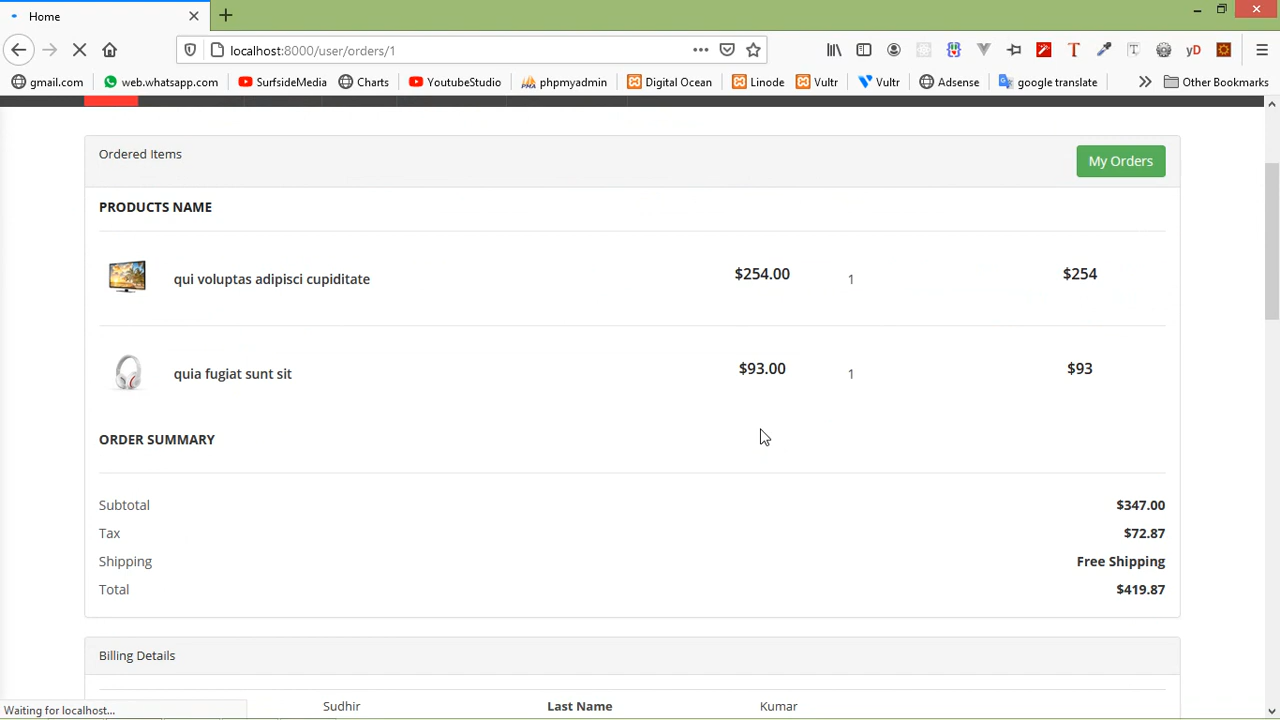 Home
localhost:8000/user/orders/1
gmail.com web.whatsapp.com SurfsideMedia Charts YoutubeStudio phpmyadmin Digital Ocean Linode Vultr Vultr Adsense google translate Other Bookmarks
Ordered Items
My Orders
PRODUCTS NAME
qui voluptas adipisci cupiditate $254.00 1 $254
quia fugiat sunt sit $93.00 1 $93
ORDER SUMMARY
Subtotal $347.00
Tax $72.87
Shipping Free Shipping
Total $419.87
Billing Details
Sudhir Last Name Kumar
Waiting for localhost...